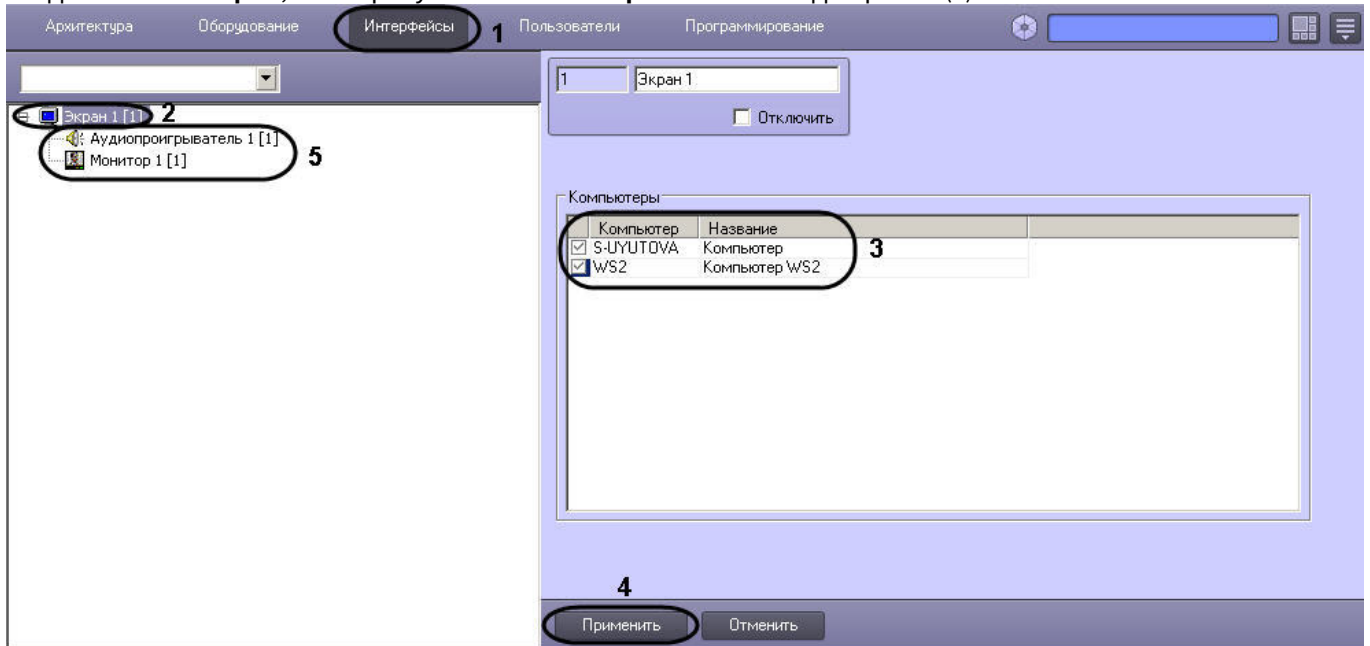 Архитектура Оборудование Интерфейсы 1 Пользователи Программирование
1 Экран 1
Отключить
Экран 1 [1] 2
Аудиопроигрыватель 1 [1]
Монитор 1 [1]
5
Компьютеры
Компьютер Название
S-UYUTOVA Компьютер
WS2 Компьютер WS2
3
4
Применить Отменить